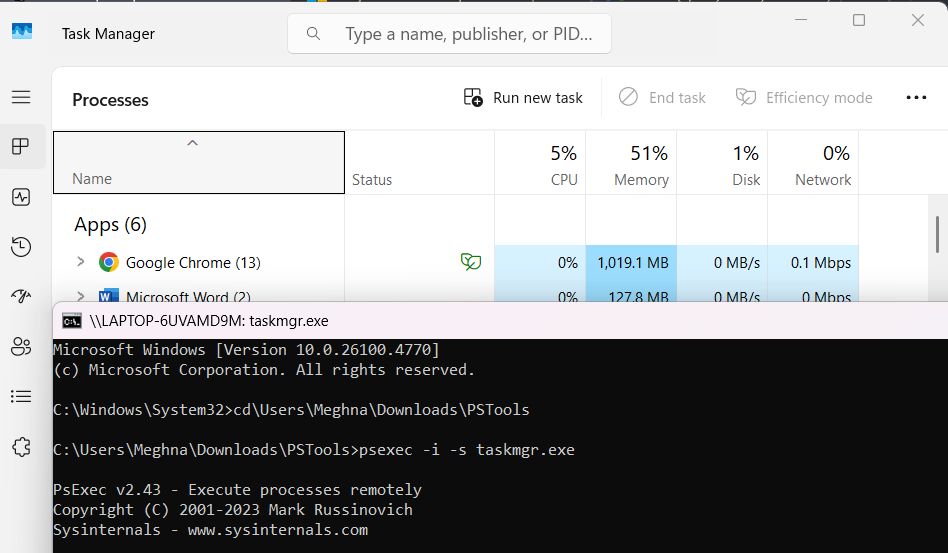 Task Manager
Type a name, publisher, or PID...
Processes
Run new task
End task
Efficiency mode
5% 51% 1% 0%
Name Status CPU Memory Disk Network
Apps (6)
Google Chrome (13) 0% 1,019.1 MB 0 MB/s 0.1 Mbps
Microsoft Word (2) 0% 127.8 MB 0 MB/s 0 Mbps
\\LAPTOP-6UVAMD9M: taskmgr.exe
Microsoft Windows [Version 10.0.26100.4770]
(c) Microsoft Corporation. All rights reserved.
C:\Windows\System32>cd\Users\Meghna\Downloads\PSTools
C:\Users\Meghna\Downloads\PSTools>psexec -i -s taskmgr.exe
PsExec v2.43 - Execute processes remotely
Copyright (C) 2001-2023 Mark Russinovich
Sysinternals - www.sysinternals.com